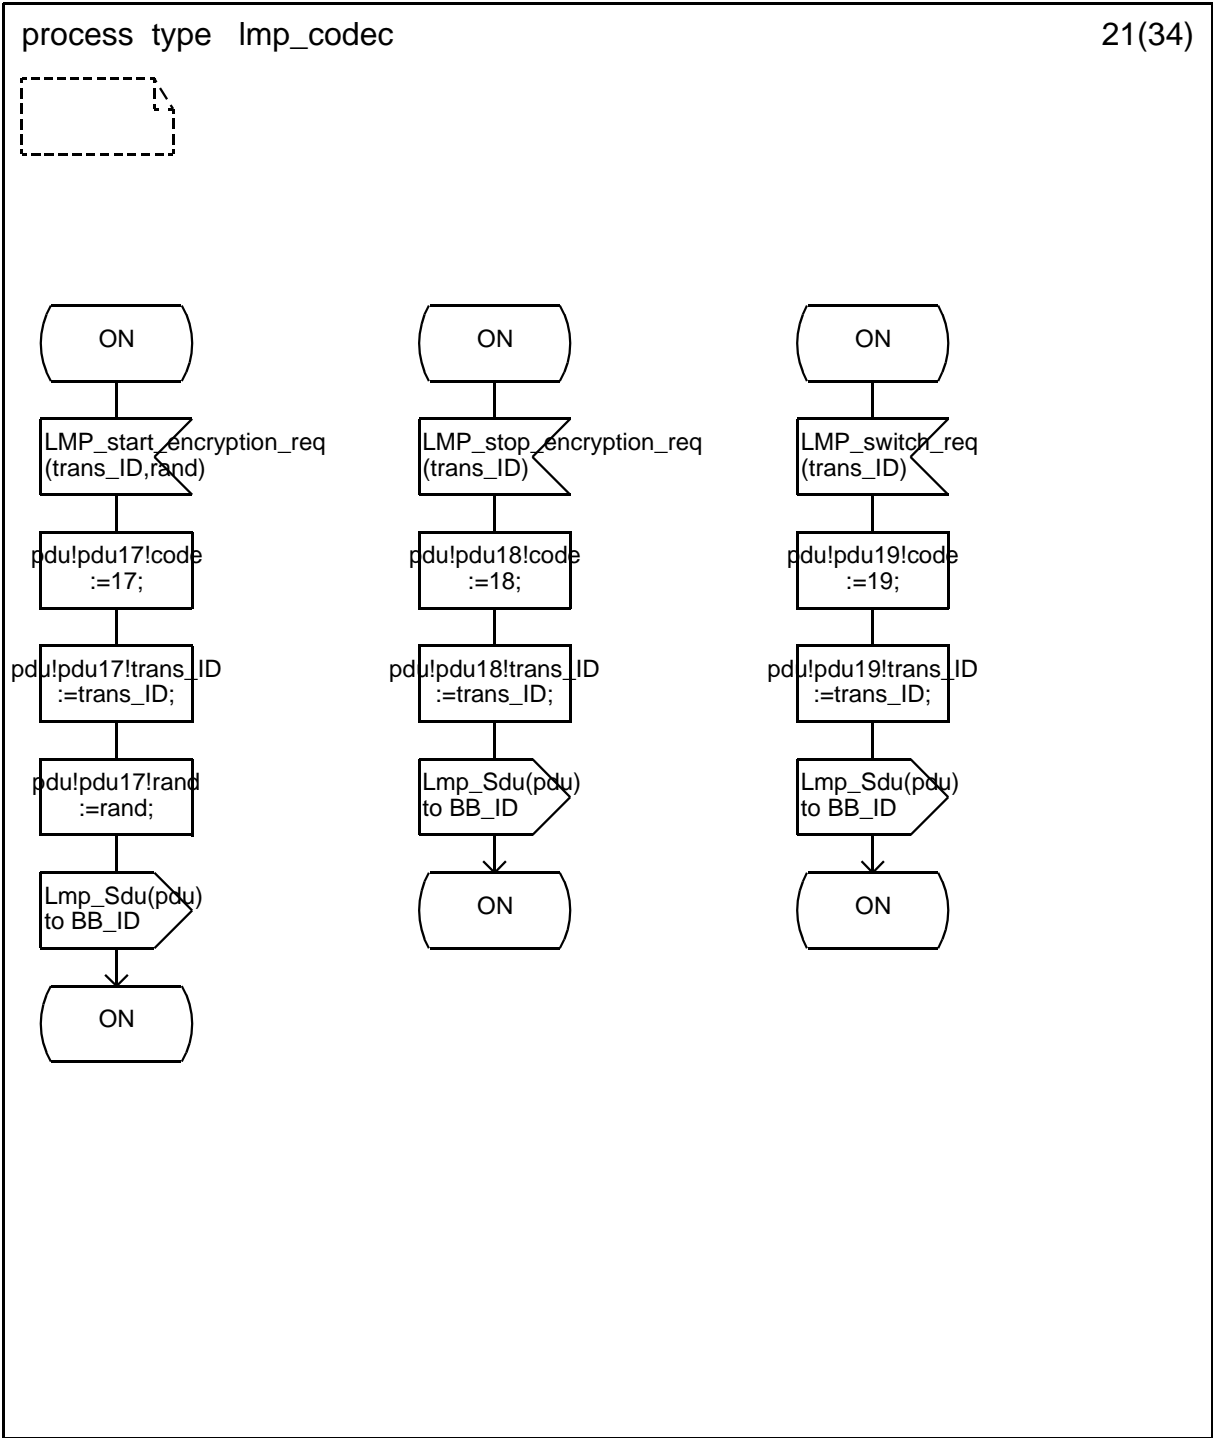 process type lmp_codec
21(34)
ON
LMP_start_encryption_req
(trans_ID,rand)
pdu!pdu17!code
:=17;
pdu!pdu17!trans_ID
:=trans_ID;
pdu!pdu17!rand
:=rand;
Lmp_Sdu(pdu)
to BB_ID
ON
ON
LMP_stop_encryption_req
(trans_ID)
pdu!pdu18!code
:=18;
pdu!pdu18!trans_ID
:=trans_ID;
Lmp_Sdu(pdu)
to BB_ID
ON
ON
LMP_switch_req
(trans_ID)
pdu!pdu19!code
:=19;
pdu!pdu19!trans_ID
:=trans_ID;
Lmp_Sdu(pdu)
to BB_ID
ON